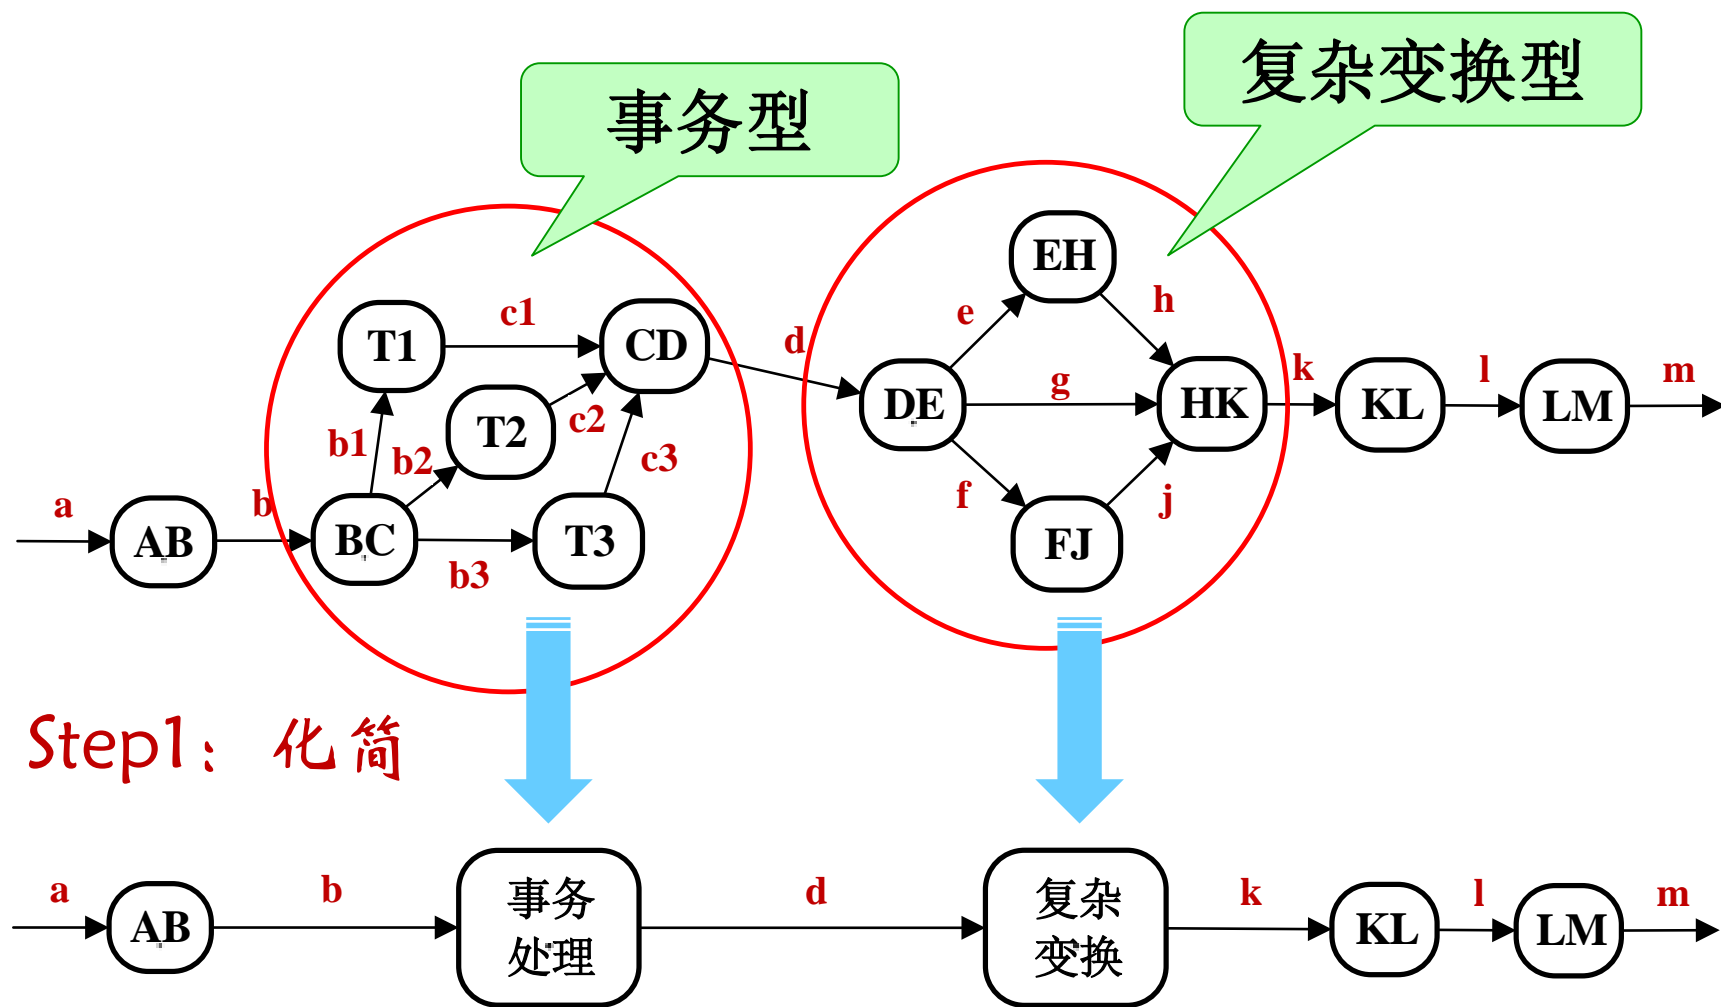 复杂变换型
事务型
EH
e
h
T1
c1
CD
d
DE
g
HK
k
KL
l
LM
m
b1
T2
c2
b2
c3
f
FJ
j
a
AB
b
BC
b3
T3
Step1：化简
a
AB
b
事务
处理
d
复杂
变换
k
KL
l
LM
m